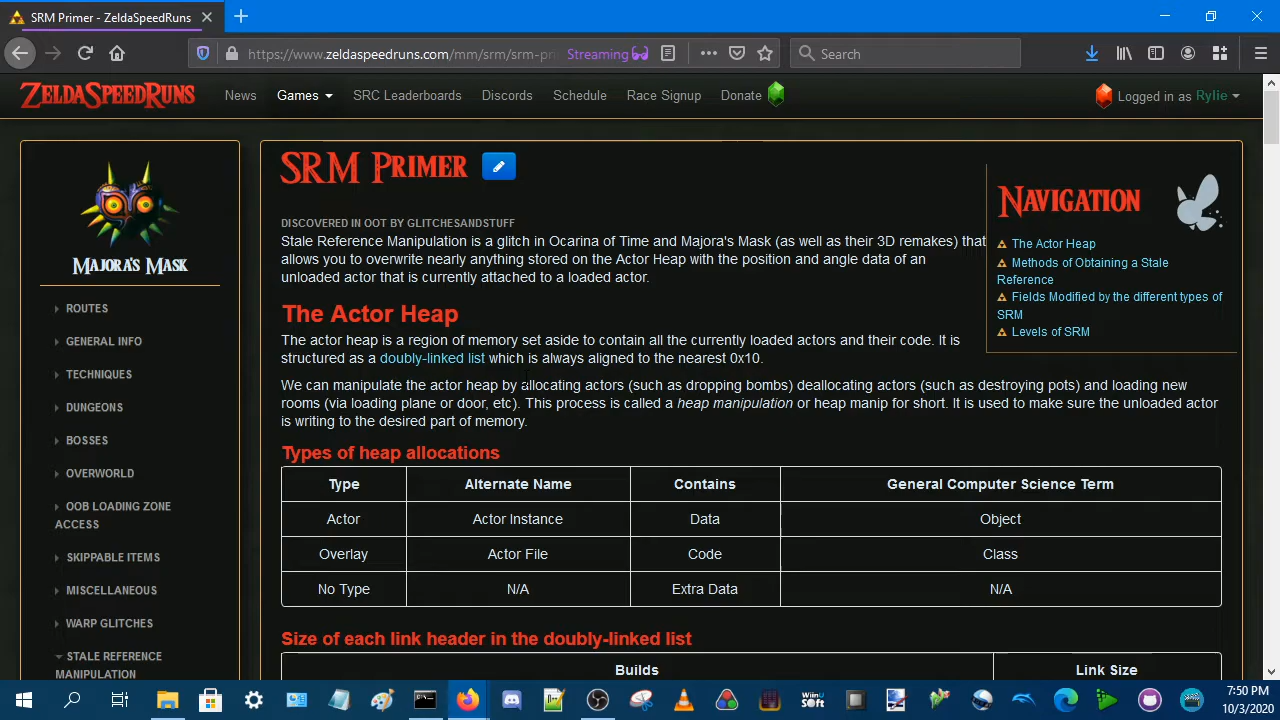 SRM Primer - ZeldaSpeedRuns
https://www.zeldaspeedruns.com/mm/srm/srm-pri
Streaming
Search
ZELDASPEEDRUNS
News
Games
SRC Leaderboards
Discords
Schedule
Race Signup
Donate
Logged in as Rylie
MAJORA'S MASK
ROUTES
GENERAL INFO
TECHNIQUES
DUNGEONS
BOSSES
OVERWORLD
OOB LOADING ZONE
ACCESS
SKIPPABLE ITEMS
MISCELLANEOUS
WARP GLITCHES
STALE REFERENCE
MANIPULATION
SRM PRIMER
DISCOVERED IN OOT BY GLITCHESANDSTUFF
Stale Reference Manipulation is a glitch in Ocarina of Time and Majora's Mask (as well as their 3D remakes) that
allows you to overwrite nearly anything stored on the Actor Heap with the position and angle data of an
unloaded actor that is currently attached to a loaded actor.
NAVIGATION
The Actor Heap
Methods of Obtaining a Stale
Reference
Fields Modified by the different types of
SRM
Levels of SRM
The Actor Heap
The actor heap is a region of memory set aside to contain all the currently loaded actors and their code. It is
structured as a doubly-linked list which is always aligned to the nearest 0x10.
We can manipulate the actor heap by allocating actors (such as dropping bombs) deallocating actors (such as destroying pots) and loading new
rooms (via loading plane or door, etc). This process is called a heap manipulation or heap manip for short. It is used to make sure the unloaded actor
is writing to the desired part of memory.
Types of heap allocations
Type Alternate Name Contains General Computer Science Term
Actor Actor Instance Data Object
Overlay Actor File Code Class
No Type N/A Extra Data N/A
Size of each link header in the doubly-linked list
Builds Link Size
7:50 PM
10/3/2020